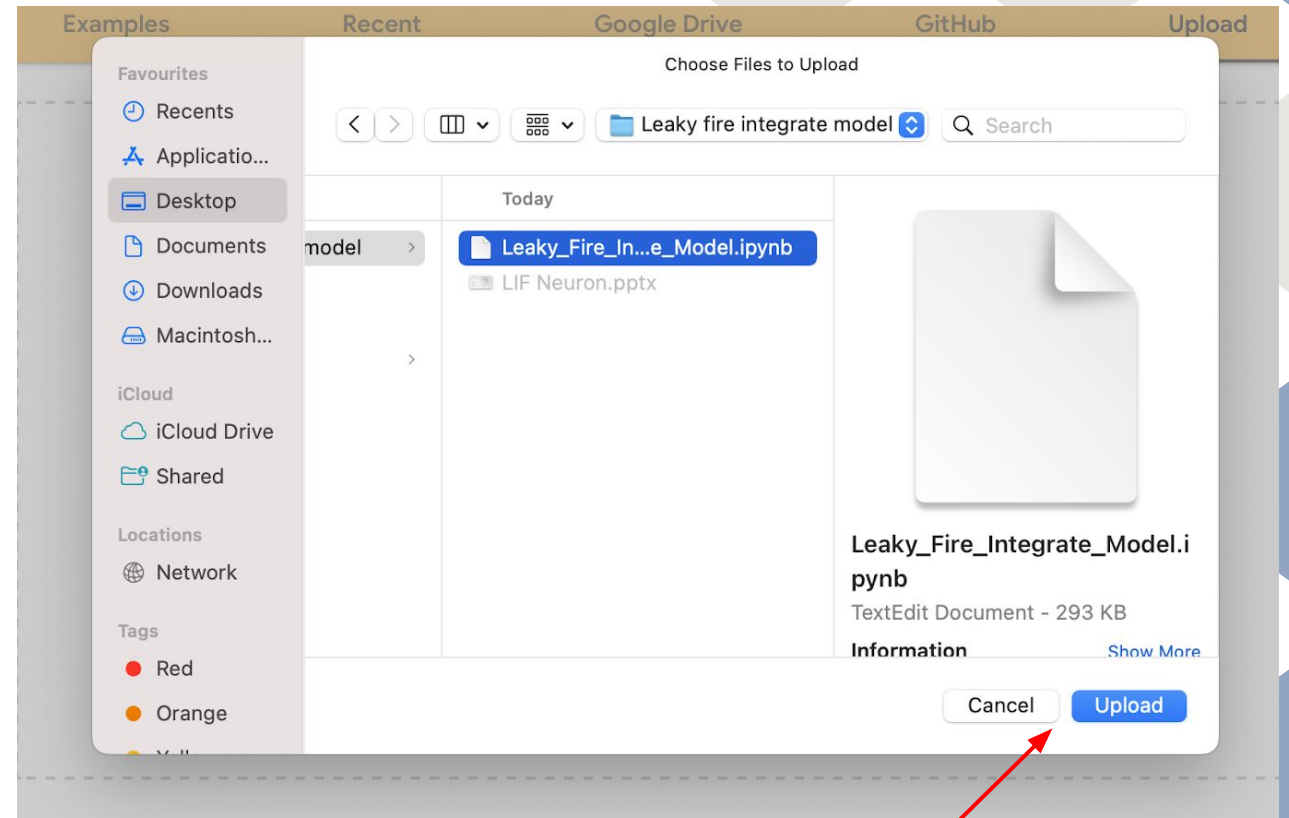 Examples Recent Google Drive GitHub Upload
Choose Files to Upload
Favourites
Recents
Applicatio...
Desktop
Documents
Downloads
Macintosh...
iCloud
iCloud Drive
Shared
Locations
Network
Tags
Red
Orange
Leaky fire integrate model
Search
model
Today
Leaky_Fire_In...e_Model.ipynb
LIF Neuron.pptx
Leaky_Fire_Integrate_Model.i
pynb
TextEdit Document - 293 KB
Information Show More
Cancel Upload